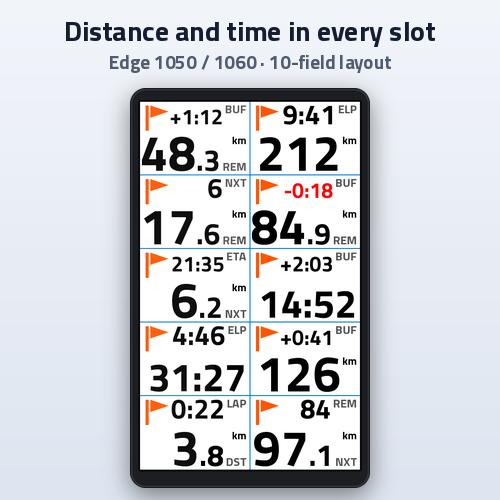 Distance and time in every slot
Edge 1050 / 1060 · 10-field layout
+1:12 BUF
48.3 km REM
9:41 ELP
212 km
6 NXT
17.6 km REM
-0:18 BUF
84.9 km REM
21:35 ETA
6.2 km NXT
+2:03 BUF
14:52
4:46 ELP
31:27
+0:41 BUF
126 km
0:22 LAP
3.8 km DST
84 REM
97.1 km NXT